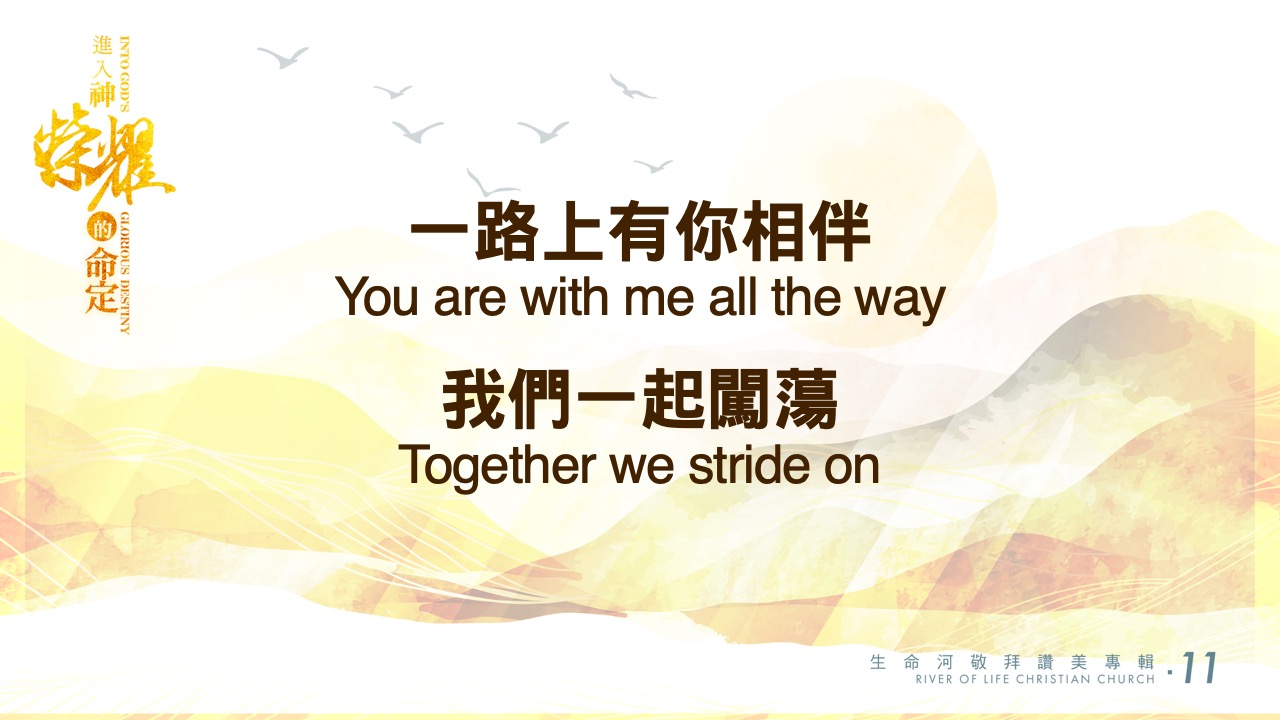 進入神
榮耀
的
命定
INTO GOD'S
GLORIOUS DESTINY
一路上有你相伴
You are with me all the way
我們一起闖蕩
Together we stride on
生命河敬拜讚美專輯
RIVER OF LIFE CHRISTIAN CHURCH
·11